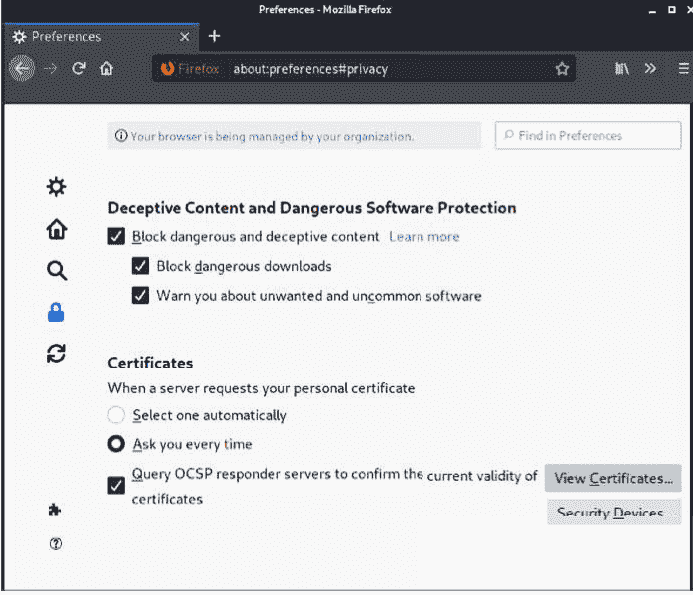 Preferences - Mozilla Firefox
Preferences
Firefox about:preferences#privacy
Your browser is being managed by your organization.
Find in Preferences
Deceptive Content and Dangerous Software Protection
Block dangerous and deceptive content Learn more
Block dangerous downloads
Warn you about unwanted and uncommon software
Certificates
When a server requests your personal certificate
Select one automatically
Ask you every time
Query OCSP responder servers to confirm the current validity of
certificates
View Certificates...
Security Devices...